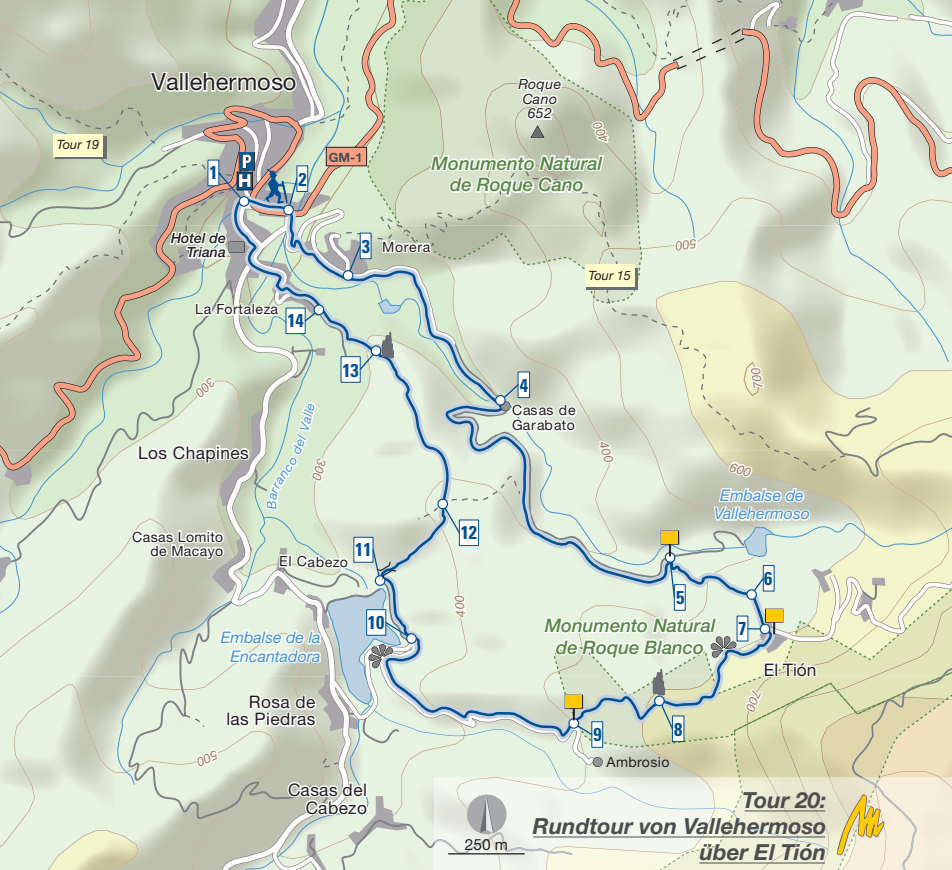 Vallehermoso
Roque
Cano
652
400
Tour 19
P
H
GM-1
1
2
Monumento Natural
de Roque Cano
Hotel de
Triana
3
Morera
500
Tour 15
La Fortaleza
14
13
300
4
Casas de
Garabato
700
Los Chapines
Barranco del Valle
300
400
600
Embalse de
Vallehermoso
12
Casas Lomito
de Macayo
11
El Cabezo
5
6
400
10
7
Monumento Natural
de Roque Blanco
Embalse de la
Encantadora
El Tión
Rosa de
las Piedras
700
8
9
500
Ambrosio
Casas del
Cabezo
250 m
Tour 20:
Rundtour von Vallehermoso
über El Tión